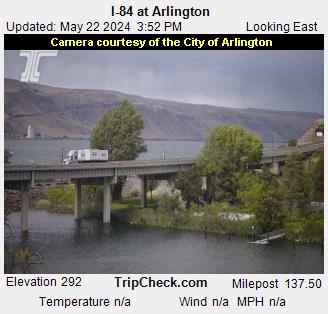 I-84 at Arlington
Updated: May 22 2024 3:52 PM Looking East
Camera courtesy of the City of Arlington
Elevation 292 TripCheck.com Milepost 137.50
Temperature n/a Wind n/a MPH n/a